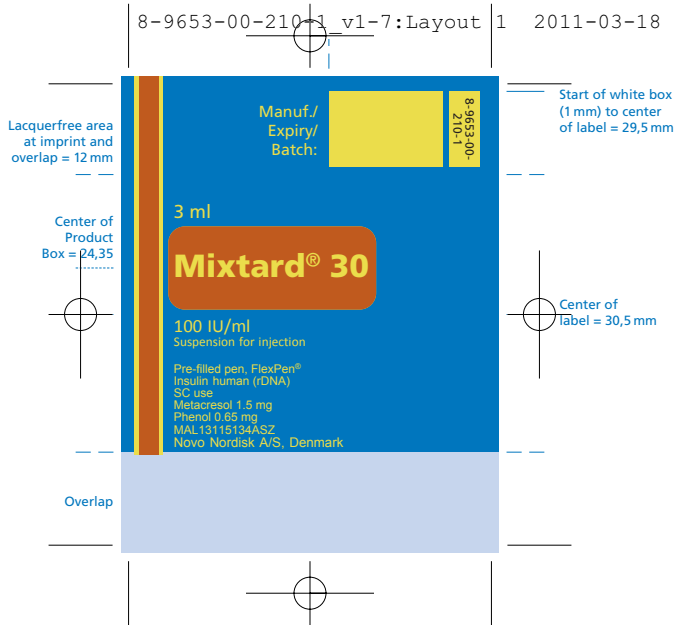 8-9653-00-210-1_v1-7:Layout 1 2011-03-18
Start of white box
(1 mm) to center
of label = 29,5 mm
Lacquerfree area
at imprint and
overlap = 12 mm
Manuf./
Expiry/
Batch:
8-9653-00-
210-1
Center of
Product
Box = 24,35
3 ml
Mixtard® 30
Center of
label = 30,5 mm
100 IU/ml
Suspension for injection
Pre-filled pen, FlexPen®
Insulin human (rDNA)
SC use
Metacresol 1.5 mg
Phenol 0.65 mg
MAL13115134ASZ
Novo Nordisk A/S, Denmark
Overlap